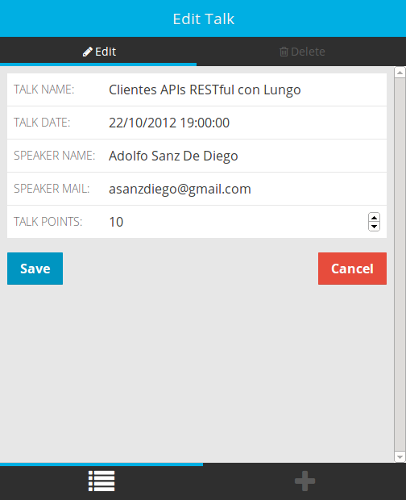 Edit Talk
Edit Delete
TALK NAME: Clientes APIs RESTful con Lungo
TALK DATE: 22/10/2012 19:00:00
SPEAKER NAME: Adolfo Sanz De Diego
SPEAKER MAIL: asanzdiego@gmail.com
TALK POINTS: 10
Save Cancel